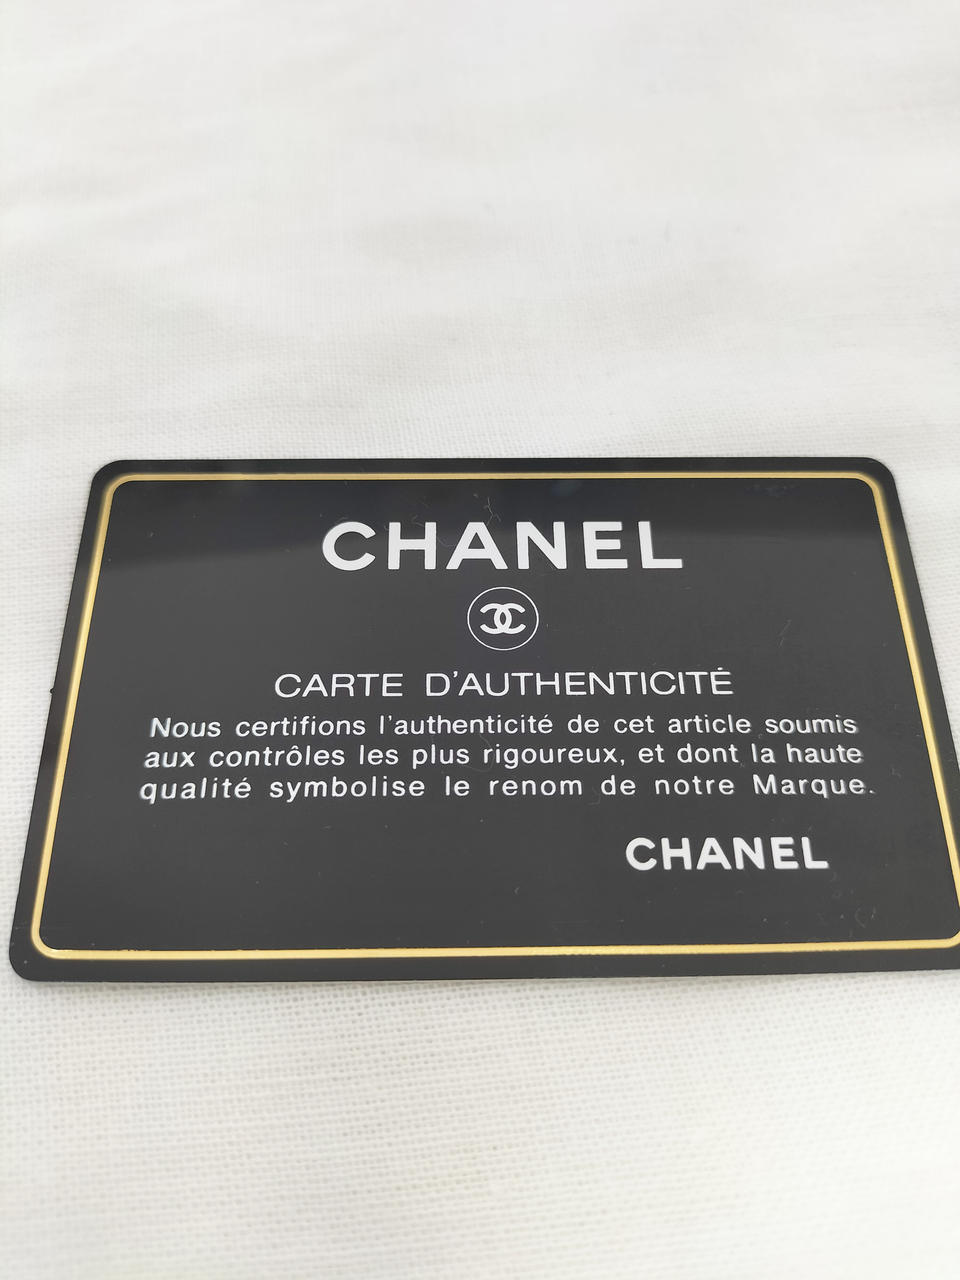 CHANEL
CARTE D'AUTHENTICITÉ
Nous certifions l'authenticité de cet article soumis
aux contrôles les plus rigoureux, et dont la haute
qualité symbolise le renom de notre Marque.
CHANEL